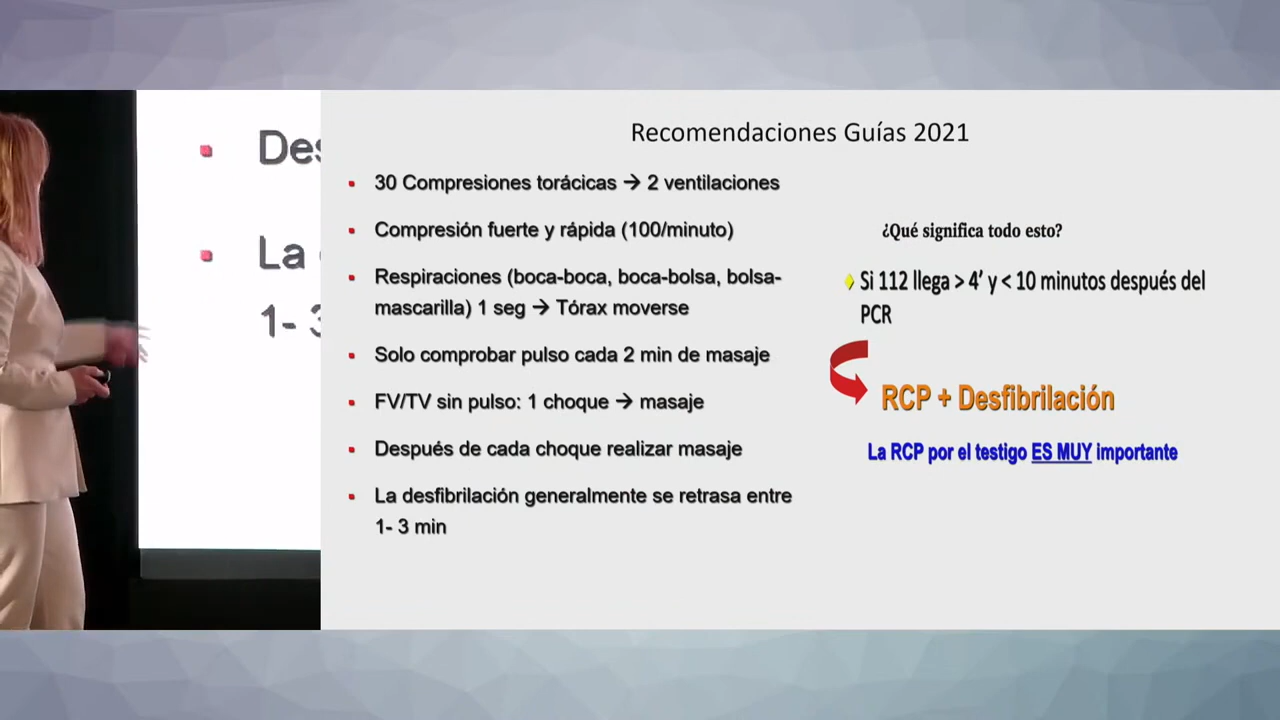 Des
La
1- 3
Recomendaciones Guías 2021
30 Compresiones torácicas → 2 ventilaciones
Compresión fuerte y rápida (100/minuto)
Respiraciones (boca-boca, boca-bolsa, bolsa-
mascarilla) 1 seg → Tórax moverse
Solo comprobar pulso cada 2 min de masaje
FV/TV sin pulso: 1 choque → masaje
Después de cada choque realizar masaje
La desfibrilación generalmente se retrasa entre
1- 3 min
¿Qué significa todo esto?
Si 112 llega > 4’ y < 10 minutos después del
PCR
RCP + Desfibrilación
La RCP por el testigo ES MUY importante